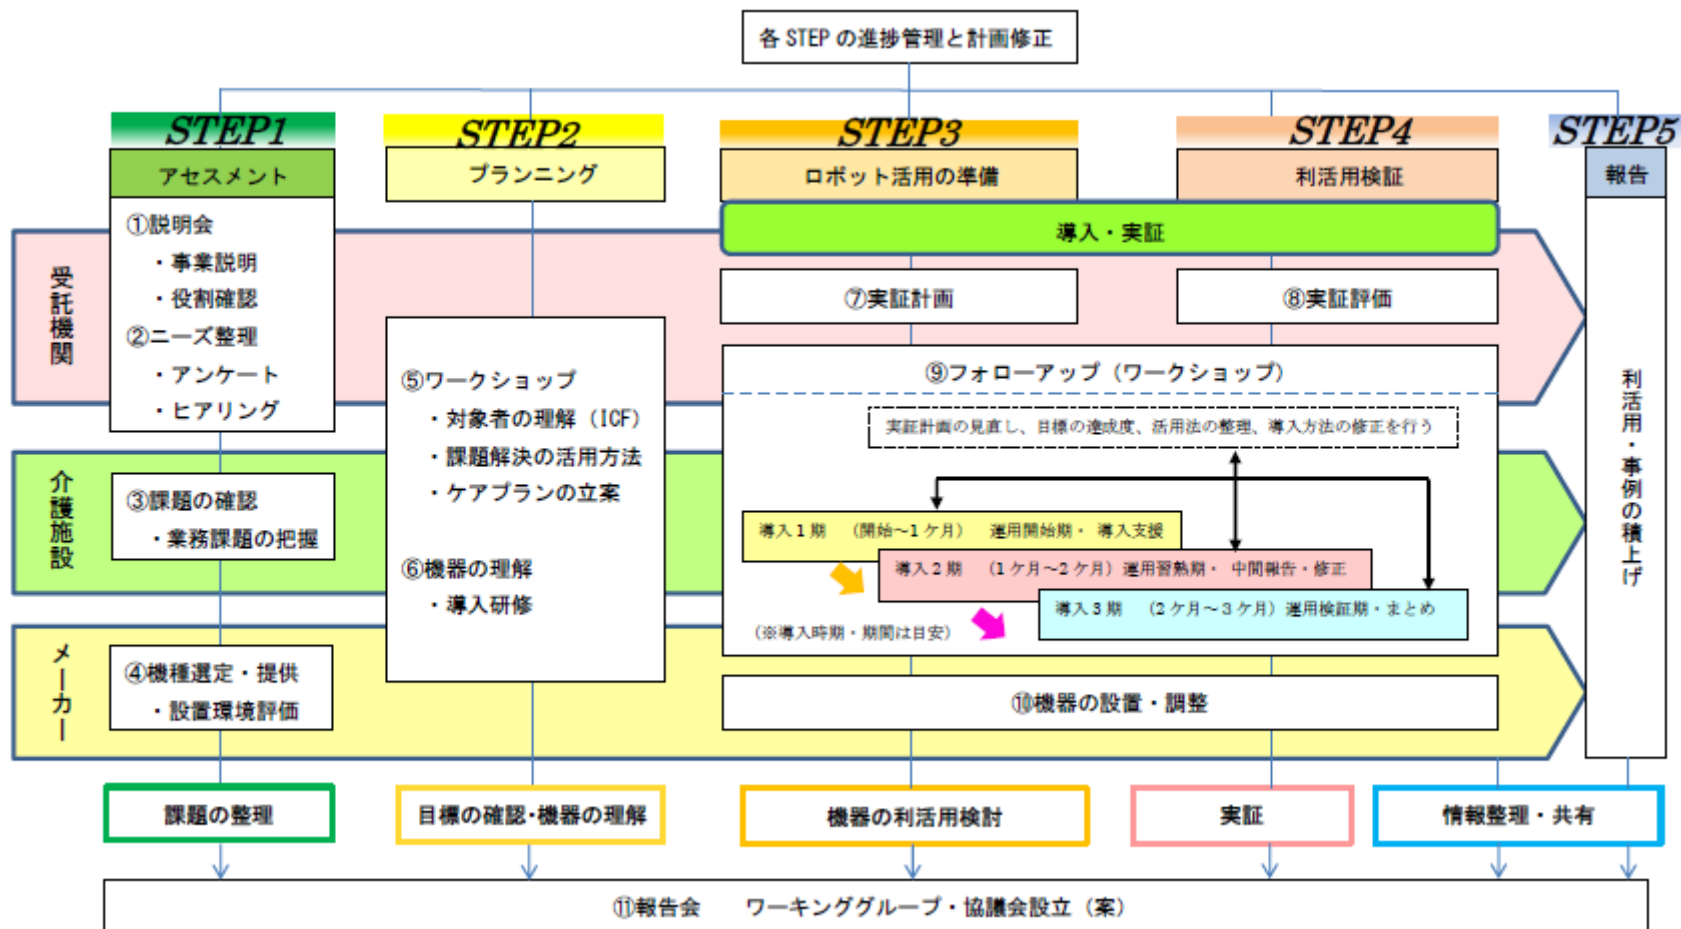 各STEPの進捗管理と計画修正
STEP1
アセスメント
STEP2
プランニング
STEP3
ロボット活用の準備
STEP4
利活用検証
STEP5
報告
導入・実証
受託機関
介護施設
メーカー
①説明会
・事業説明
・役割確認
②ニーズ整理
・アンケート
・ヒアリング
③課題の確認
・業務課題の把握
④機種選定・提供
・設置環境評価
⑤ワークショップ
・対象者の理解（ICF）
・課題解決の活用方法
・ケアプランの立案
⑥機器の理解
・導入研修
⑦実証計画
⑧実証評価
⑨フォローアップ（ワークショップ）
実証計画の見直し、目標の達成度、活用法の整理、導入方法の修正を行う
導入1期　（開始～1ケ月）　運用開始期・導入支援
導入2期　（1ケ月～2ケ月）運用習熟期・中間報告・修正
導入3期　（2ケ月～3ケ月）運用検証期・まとめ
（※導入時期・期間は目安）
⑩機器の設置・調整
利活用・事例の積上げ
課題の整理
目標の確認・機器の理解
機器の利活用検討
実証
情報整理・共有
⑪報告会　　ワーキンググループ・協議会設立（案）